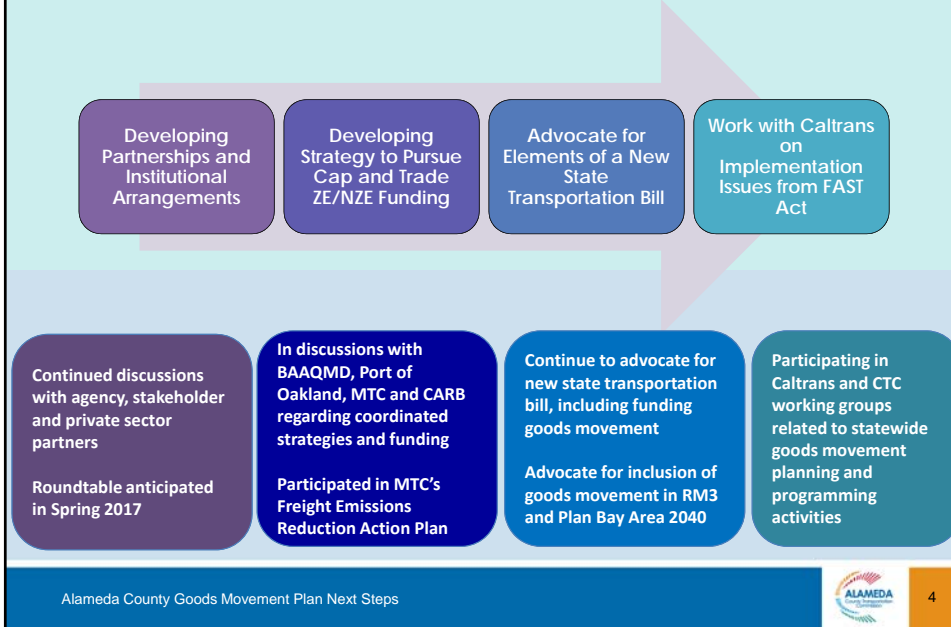 Developing
Partnerships and
Institutional
Arrangements
Developing
Strategy to Pursue
Cap and Trade
ZE/NZE Funding
Advocate for
Elements of a New
State
Transportation Bill
Work with Caltrans
on
Implementation
Issues from FAST
Act
Continued discussions
with agency, stakeholder
and private sector
partners
Roundtable anticipated
in Spring 2017
In discussions with
BAAQMD, Port of
Oakland, MTC and CARB
regarding coordinated
strategies and funding
Participated in MTC's
Freight Emissions
Reduction Action Plan
Continue to advocate for
new state transportation
bill, including funding
goods movement
Advocate for inclusion of
goods movement in RM3
and Plan Bay Area 2040
Participating in
Caltrans and CTC
working groups
related to statewide
goods movement
planning and
programming
activities
Alameda County Goods Movement Plan Next Steps
ALAMEDA
County Transportation
Commission
4